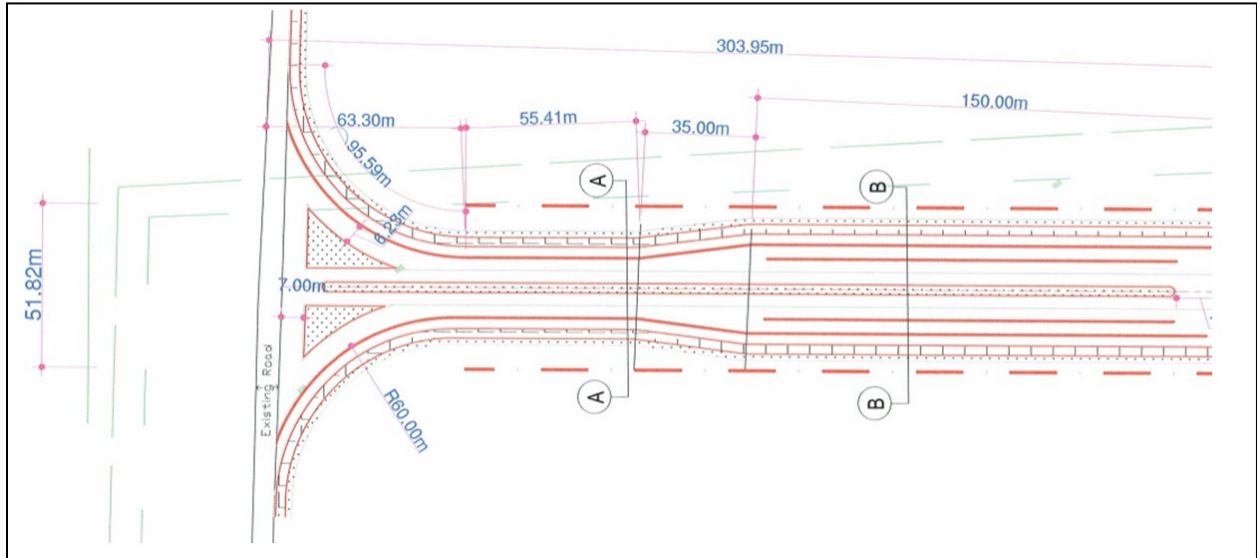 303.95m
150.00m
63.30m
55.41m
35.00m
95.59m
A
B
6.23m
51.82m
7.00m
Existing Road
R60.00m
A
B